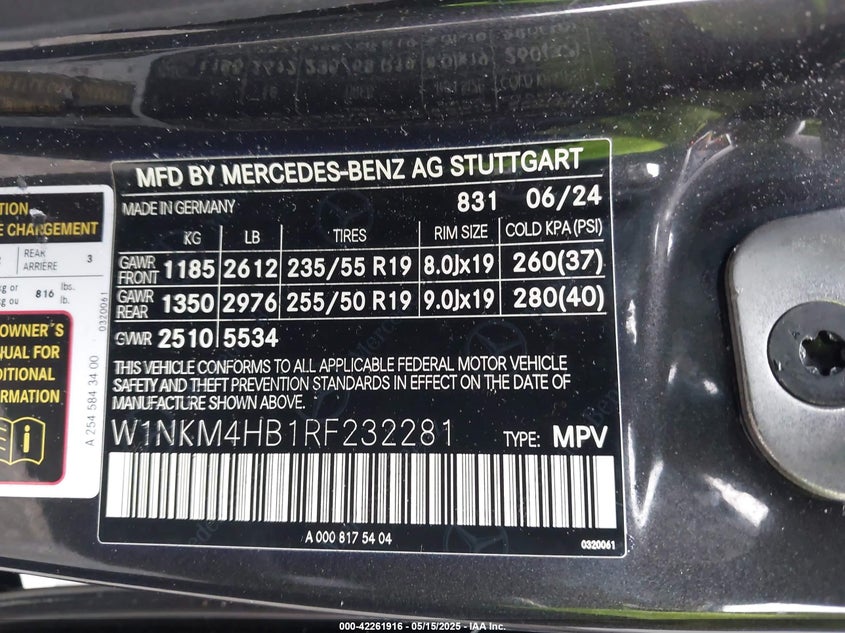 MFD BY MERCEDES-BENZ AG STUTTGART
MADE IN GERMANY 831 06/24
KG LB TIRES RIM SIZE COLD KPA (PSI)
GAWR FRONT 1185 2612 235/55 R19 8.0Jx19 260(37)
GAWR REAR 1350 2976 255/50 R19 9.0Jx19 280(40)
GVWR 2510 5534
THIS VEHICLE CONFORMS TO ALL APPLICABLE FEDERAL MOTOR VEHICLE
SAFETY AND THEFT PREVENTION STANDARDS IN EFFECT ON THE DATE OF
MANUFACTURE SHOWN ABOVE.
W1NKM4HB1RF232281 TYPE: MPV
A 000 817 54 04 0320061
CHARGEMENT
REAR
ARRIÈRE 3
kg or
kg ou 816 lbs.
lb.
0320061
OWNER'S
FOR
A 254 584 34 00
000-42261916 - 05/15/2025 - IAA Inc.